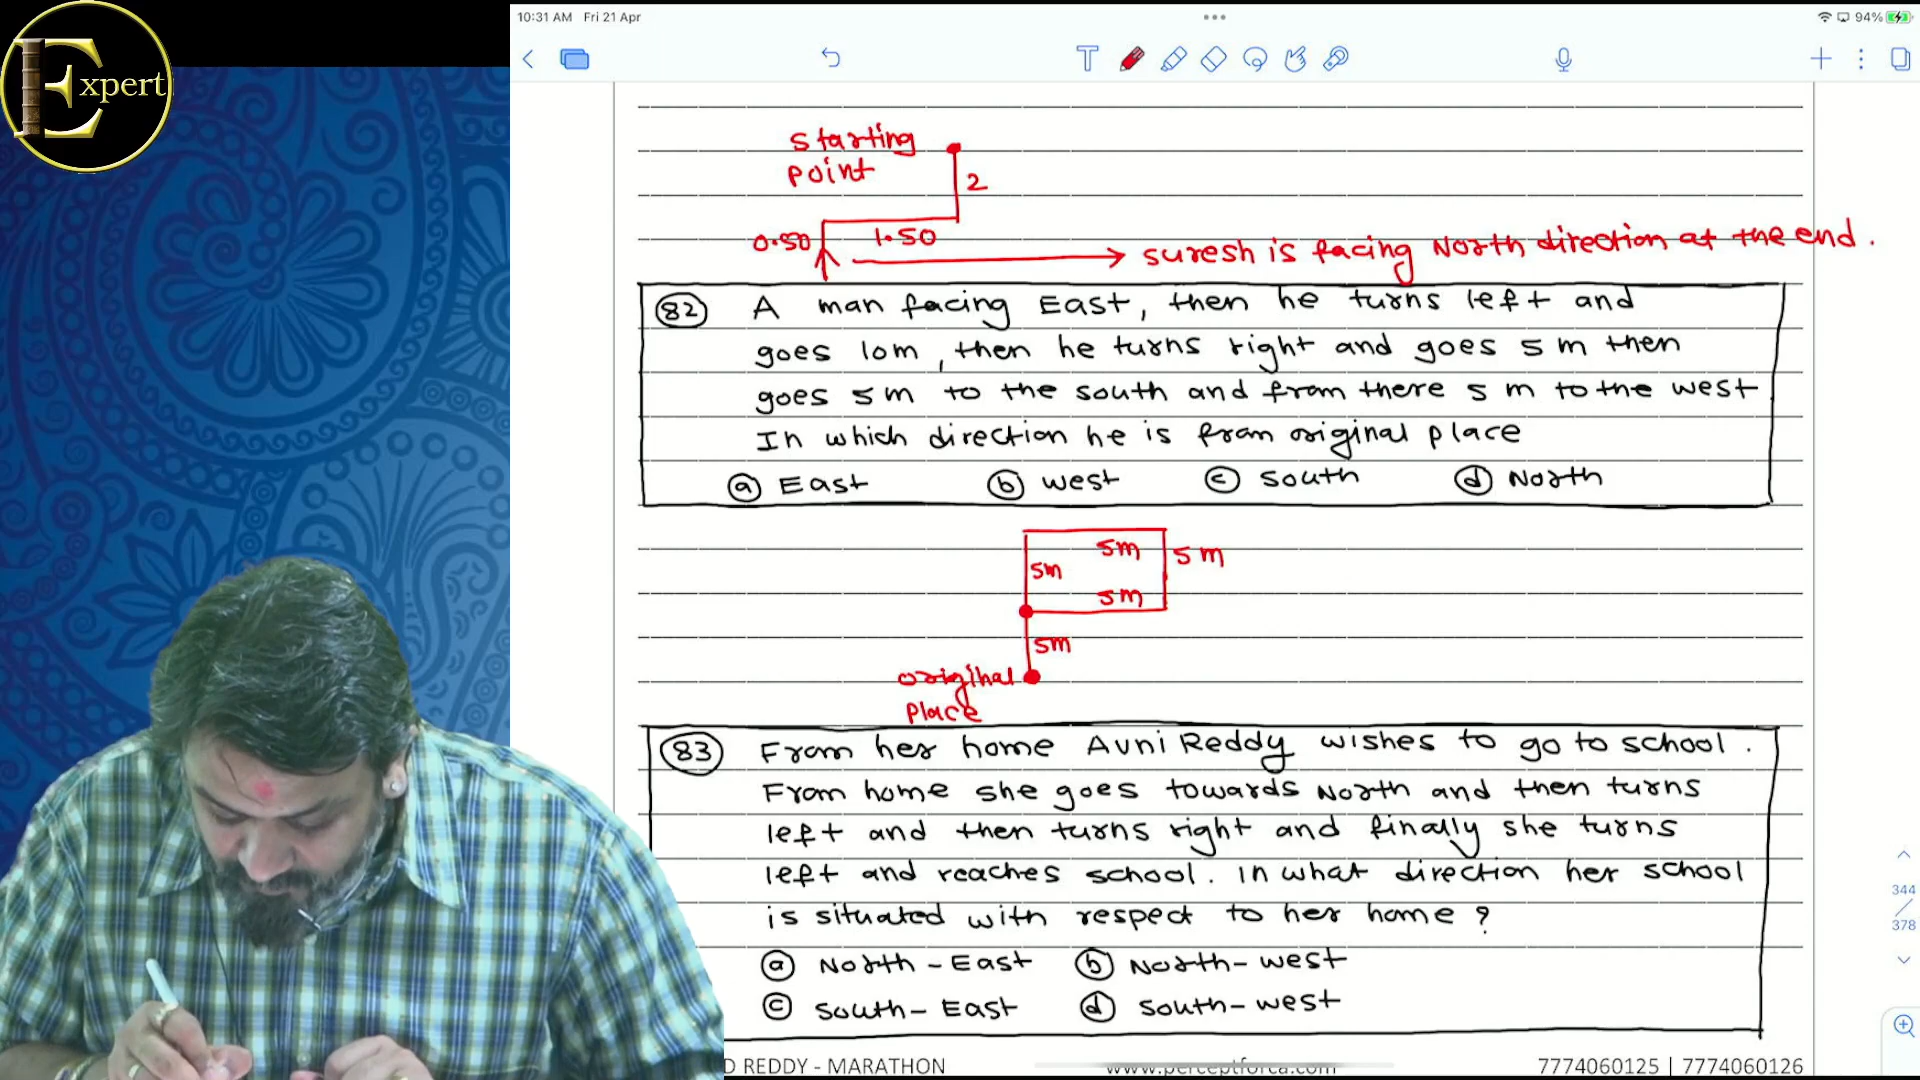 10:31 AM Fri 21 Apr
94%
Expert
starting
point
2
0.50
1.50
suresh is facing North direction at the end.
82 A man facing East, then he turns left and
goes 10m, then he turns right and goes 5 m then
goes 5 m to the south and from there 5 m to the west
In which direction he is from original place
a East b west c south d North
5m
5m
5m
5m
5m
original
place
83 From her home Avni Reddy wishes to go to school.
From home she goes towards North and then turns
left and then turns right and finally she turns
left and reaches school. In what direction her school
is situated with respect to her home?
a North-East b North-west
c south-East d south-west
344
378
D REDDY - MARATHON
www.perceptforca.com
7774060125 | 7774060126